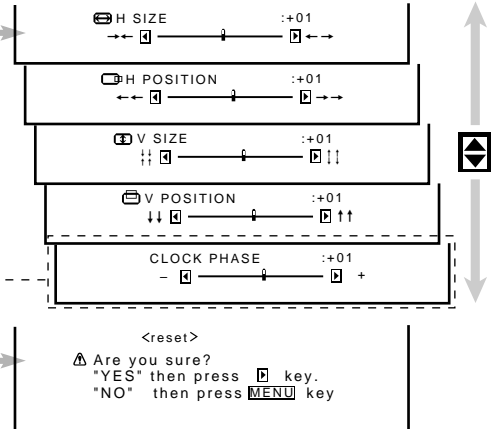 H SIZE :+01
H POSITION :+01
V SIZE :+01
V POSITION :+01
CLOCK PHASE :+01
– +
<reset>
Are you sure?
"YES" then press key.
"NO" then press MENU key